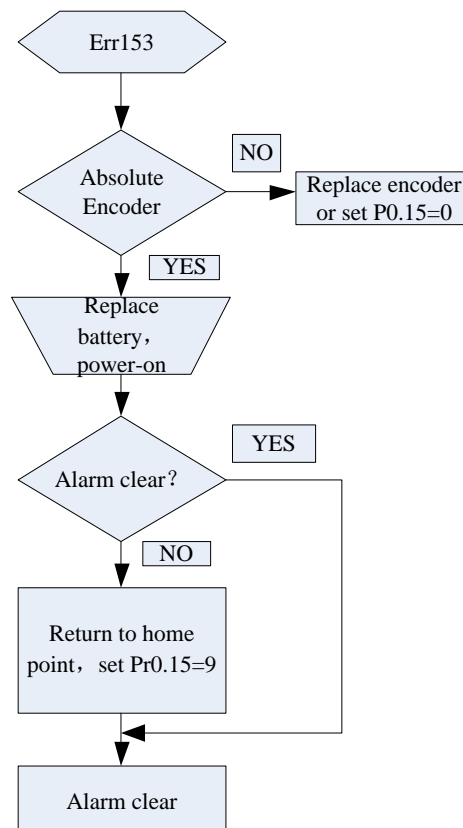 Err153
Absolute
Encoder
NO
Replace encoder
or set P0.15=0
YES
Replace
battery，
power-on
Alarm clear？
YES
NO
Return to home
point，set Pr0.15=9
Alarm clear